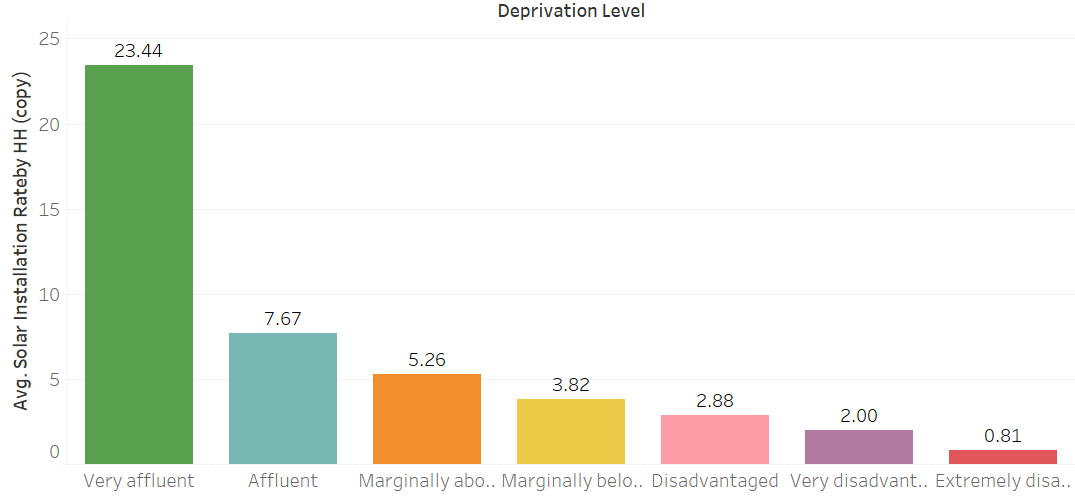 Deprivation Level
Avg. Solar Installation Rateby HH (copy)
25
20
15
10
5
0
23.44
7.67
5.26
3.82
2.88
2.00
0.81
Very affluent
Affluent
Marginally abo..
Marginally belo..
Disadvantaged
Very disadvant..
Extremely disa..